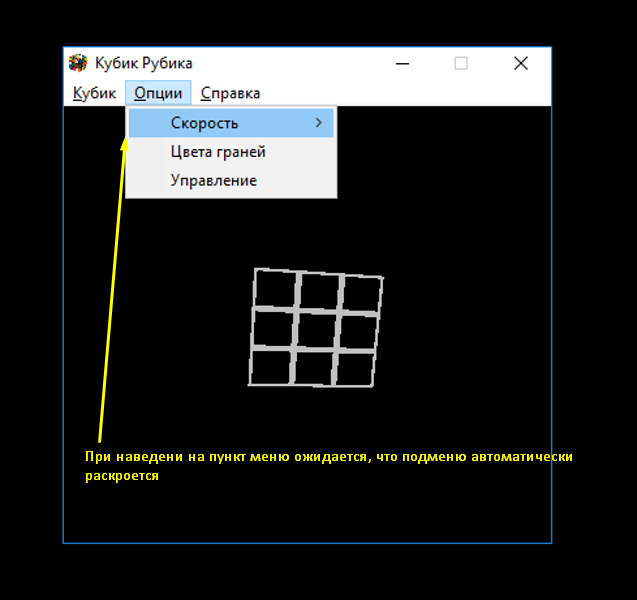 Кубик Рубика
Кубик Опции Справка
Скорость
Цвета граней
Управление
При наведени на пункт меню ожидается, что подменю автоматически
раскроется